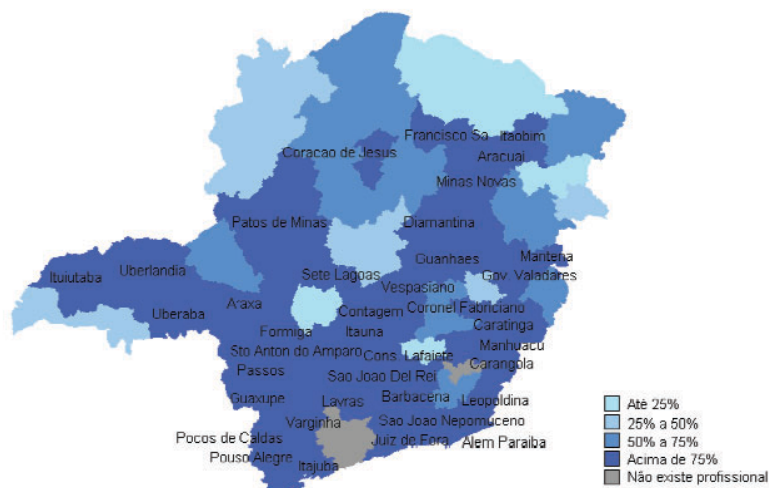 Francisco Sa
Itaobim
Coracao de Jesus
Aracuai
Minas Novas
Patos de Minas
Diamantina
Guanhaes
Mantena
Ituiutaba
Uberlandia
Sete Lagoas
Gov. Valadares
Vespasiano
Araxa
Contagem
Coronel Fabriciano
Uberaba
Formiga
Itauna
Caratinga
Sto Anton do Amparo
Cons. Lafaiete
Manhuacu
Carangola
Passos
Sao Joao Del Rei
Guaxupe
Lavras
Barbacena
Leopoldina
Varginha
Sao Joao Nepomuceno
Pocos de Caldas
Juiz de Fora
Alem Paraiba
Pouso Alegre
Itajuba
Até 25%
25% a 50%
50% a 75%
Acima de 75%
Não existe profissional